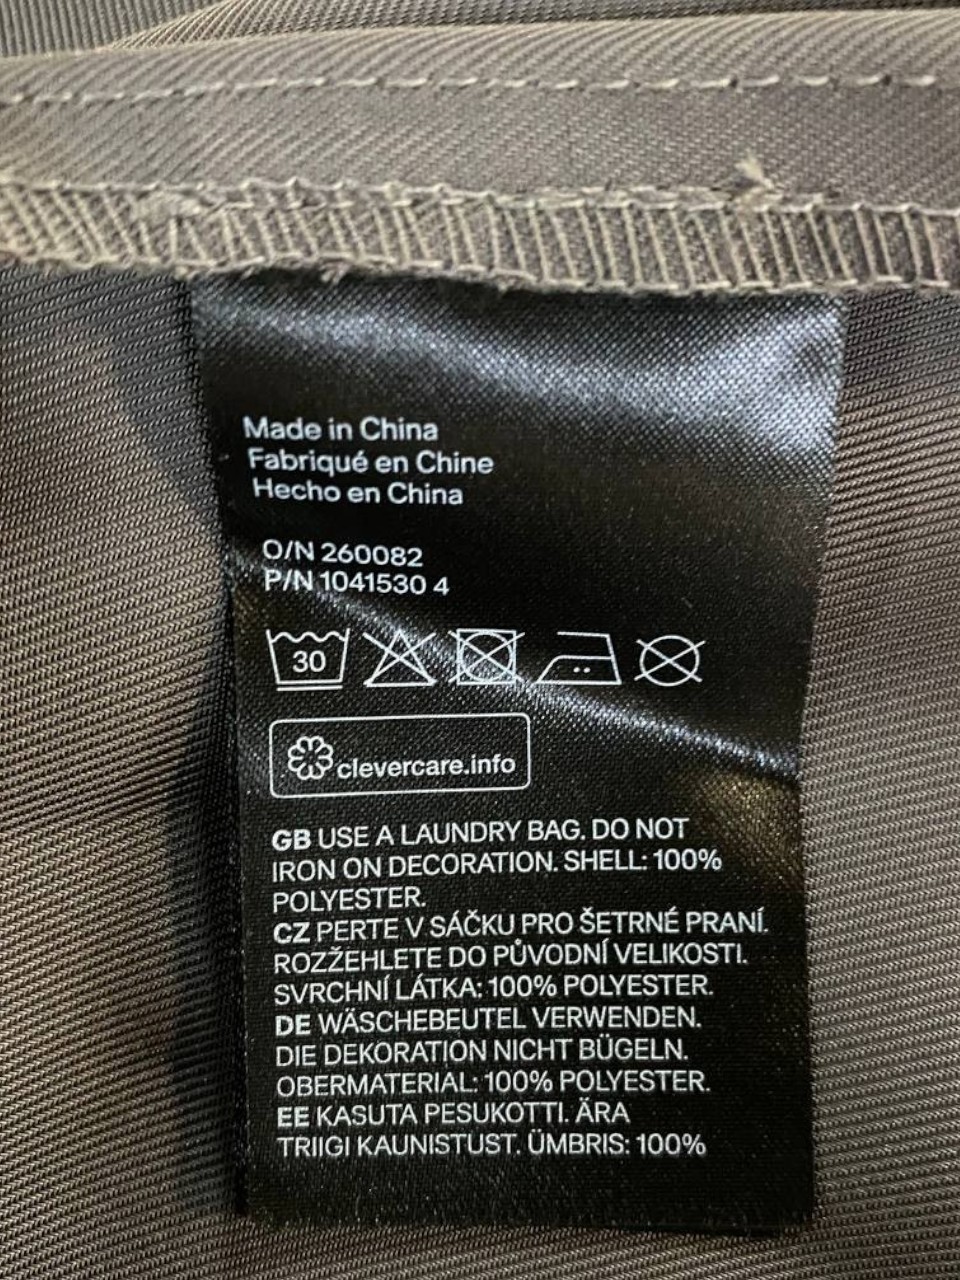 Made in China
Fabriqué en Chine
Hecho en China
O/N 260082
P/N 1041530 4
30
clevercare.info
GB USE A LAUNDRY BAG. DO NOT
IRON ON DECORATION. SHELL: 100%
POLYESTER.
CZ PERTE V SÁČKU PRO ŠETRNÉ PRANÍ.
ROZŽEHLETE DO PŮVODNÍ VELIKOSTI.
SVRCHNÍ LÁTKA: 100% POLYESTER.
DE WÄSCHEBEUTEL VERWENDEN.
DIE DEKORATION NICHT BÜGELN.
OBERMATERIAL: 100% POLYESTER.
EE KASUTA PESUKOTTI. ÄRA
TRIIGI KAUNISTUST. ÜMBRIS: 100%